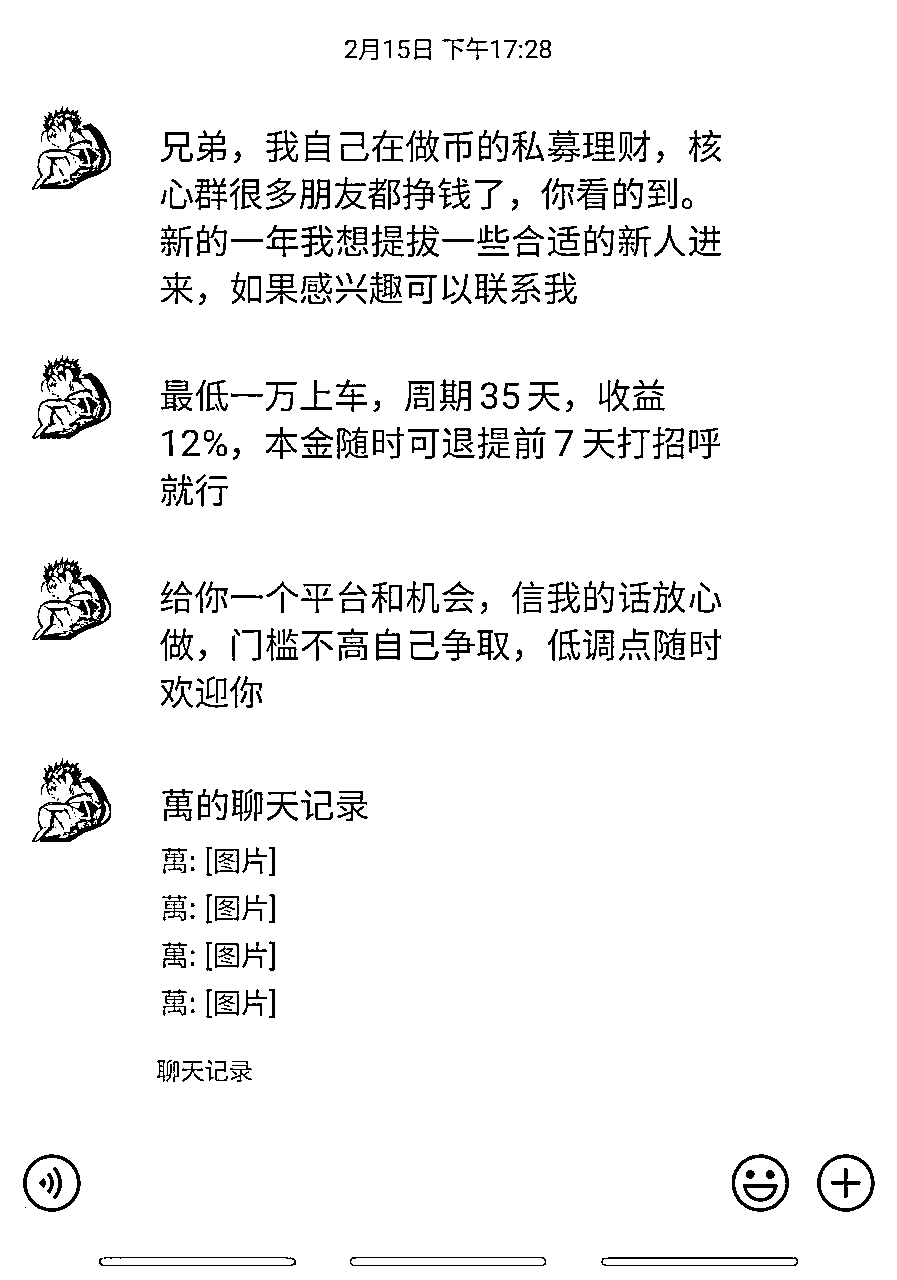 2月15日 下午17:28
兄弟，我自己在做币的私募理财，核
心群很多朋友都挣钱了，你看的到。
新的一年我想提拔一些合适的新人进
来，如果感兴趣可以联系我
最低一万上车，周期35天，收益
12%，本金随时可退提前7天打招呼
就行
给你一个平台和机会，信我的话放心
做，门槛不高自己争取，低调点随时
欢迎你
萬的聊天记录
萬: [图片]
萬: [图片]
萬: [图片]
萬: [图片]
聊天记录